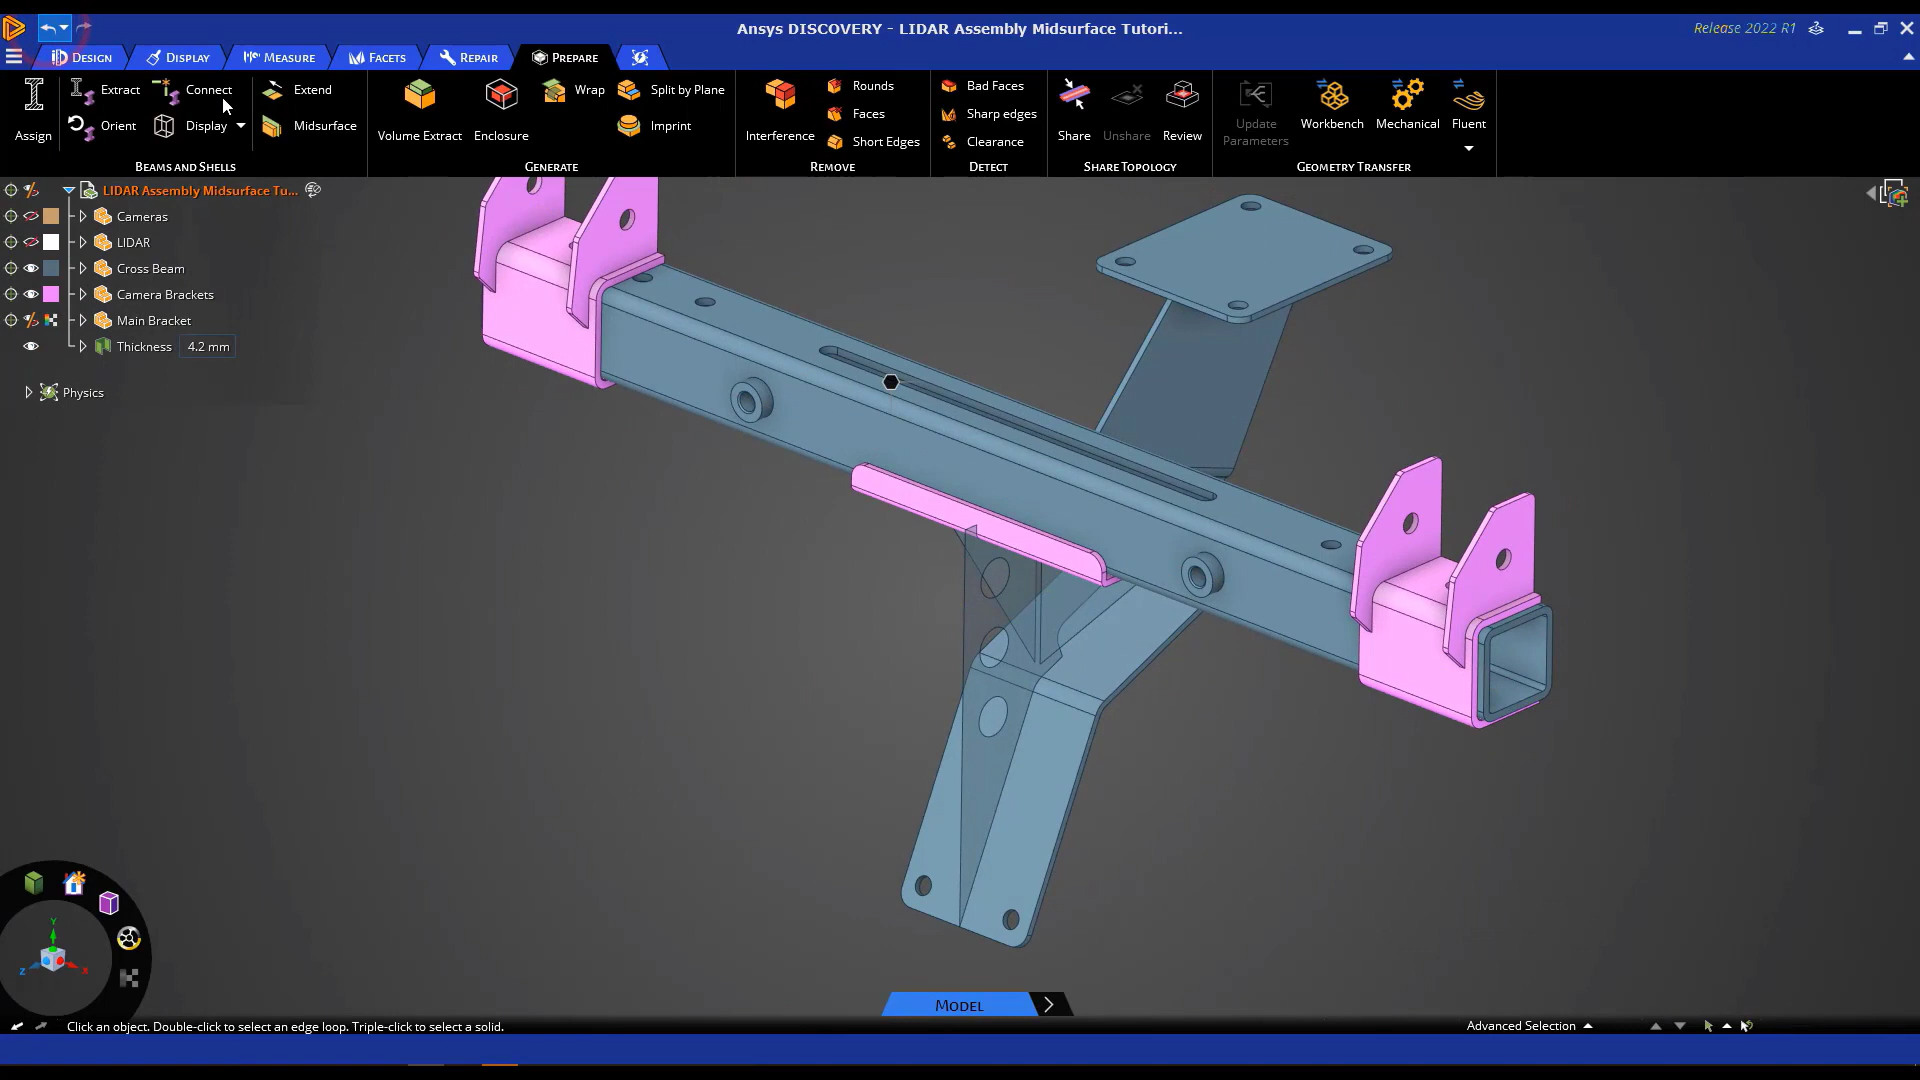 Ansys DISCOVERY - LIDAR Assembly Midsurface Tutori...
Release 2022 R1
DESIGN DISPLAY MEASURE FACETS REPAIR PREPARE
Assign
Extract Connect
Orient Display
Extend
Midsurface
BEAMS AND SHELLS
Volume Extract Enclosure Wrap
Split by Plane
Imprint
GENERATE
Interference
Rounds
Faces
Short Edges
REMOVE
Bad Faces
Sharp edges
Clearance
DETECT
Share Unshare Review
SHARE TOPOLOGY
Update
Parameters
Workbench Mechanical Fluent
GEOMETRY TRANSFER
LIDAR Assembly Midsurface Tu...
Cameras
LIDAR
Cross Beam
Camera Brackets
Main Bracket
Thickness 4.2 mm
Physics
Y
Z
X
MODEL
Click an object. Double-click to select an edge loop. Triple-click to select a solid.
Advanced Selection